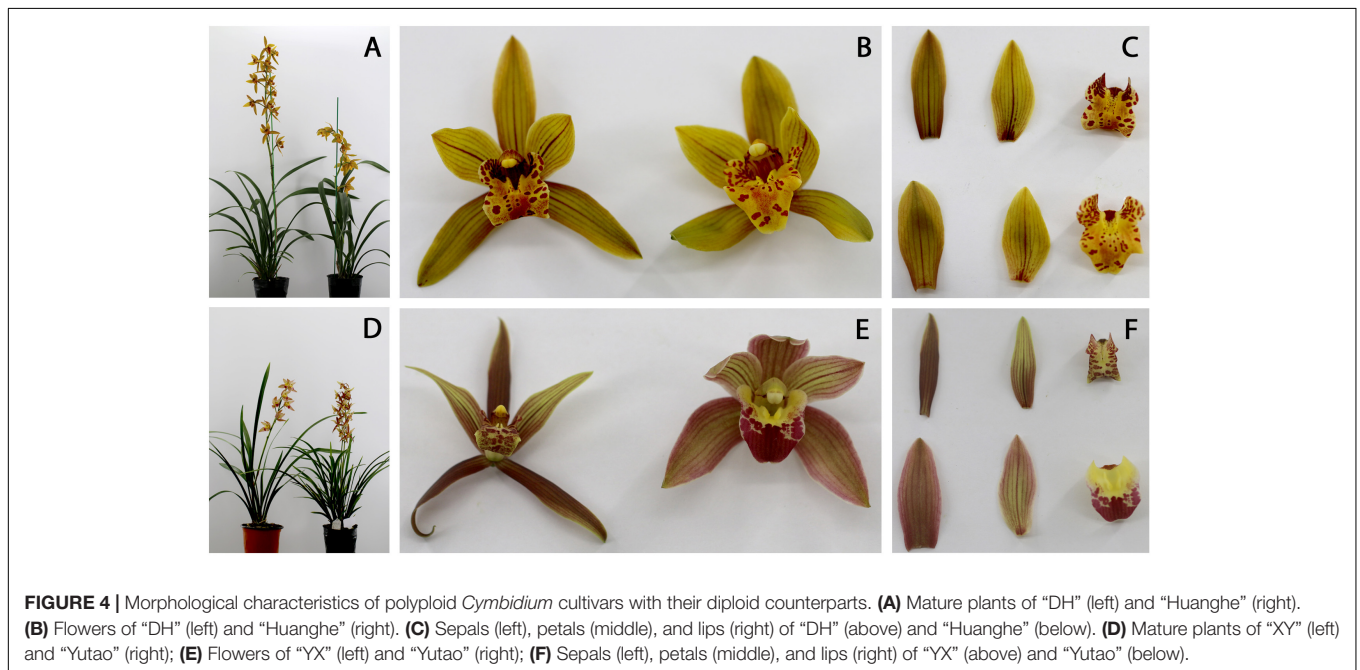 A
B
C
D
E
F
FIGURE 4 | Morphological characteristics of polyploid Cymbidium cultivars with their diploid counterparts. (A) Mature plants of “DH” (left) and “Huanghe” (right).
(B) Flowers of “DH” (left) and “Huanghe” (right). (C) Sepals (left), petals (middle), and lips (right) of “DH” (above) and “Huanghe” (below). (D) Mature plants of “XY” (left)
and “Yutao” (right); (E) Flowers of “YX” (left) and “Yutao” (right); (F) Sepals (left), petals (middle), and lips (right) of “YX” (above) and “Yutao” (below).